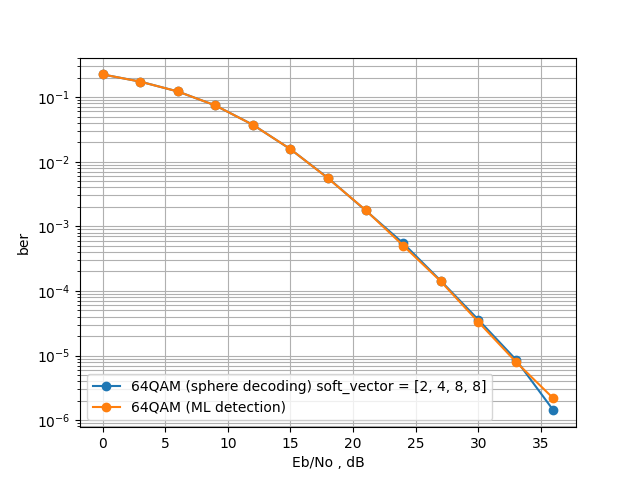 10^-1
10^-2
10^-3
10^-4
10^-5
10^-6
ber
64QAM (sphere decoding) soft_vector = [2, 4, 8, 8]
64QAM (ML detection)
0 5 10 15 20 25 30 35
Eb/No , dB